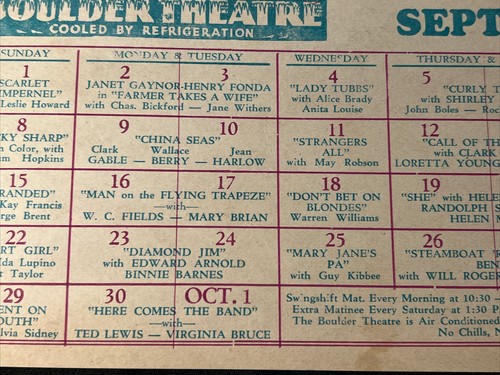 BOULDER THEATRE
COOLED BY REFRIGERATION
SEPT
SUNDAY
MONDAY & TUESDAY
WEDNESDAY
THURSDAY &
1
SCARLET
IMPERNEL"
Leslie Howard
2 3
JANET GAYNOR-HENRY FONDA
in "FARMER TAKES A WIFE"
with Chas. Bickford — Jane Withers
4
"LADY TUBBS"
with Alice Brady
Anita Louise
5
"CURLY T
with SHIRLEY
John Boles — Roc
8
KY SHARP"
n Color, with
m Hopkins
9 10
"CHINA SEAS"
Clark Wallace Jean
GABLE — BERRY — HARLOW
11
"STRANGERS
ALL"
with May Robson
12
"CALL OF TH
with CLARK
LORETTA YOUNG
15
RANDED"
Kay Francis
rge Brent
16 17
"MAN on the FLYING TRAPEZE"
—with—
W. C. FIELDS — MARY BRIAN
18
"DON'T BET ON
BLONDES"
Warren Williams
19
"SHE" with HELEN
RANDOLPH S
HELEN M
22
RT GIRL"
Ida Lupino
t Taylor
23 24
"DIAMOND JIM"
with EDWARD ARNOLD
BINNIE BARNES
25
"MARY JANE'S
PA"
with Guy Kibbee
26
"STEAMBOAT
BEN
with WILL ROGER
29
ENT ON
OUTH"
lvia Sidney
30 OCT. 1
"HERE COMES THE BAND"
—with—
TED LEWIS — VIRGINIA BRUCE
Swingshift Mat. Every Morning at 10:30
Extra Matinee Every Saturday at 1:30 P
The Boulder Theatre is Air Conditioned
No Chills, N